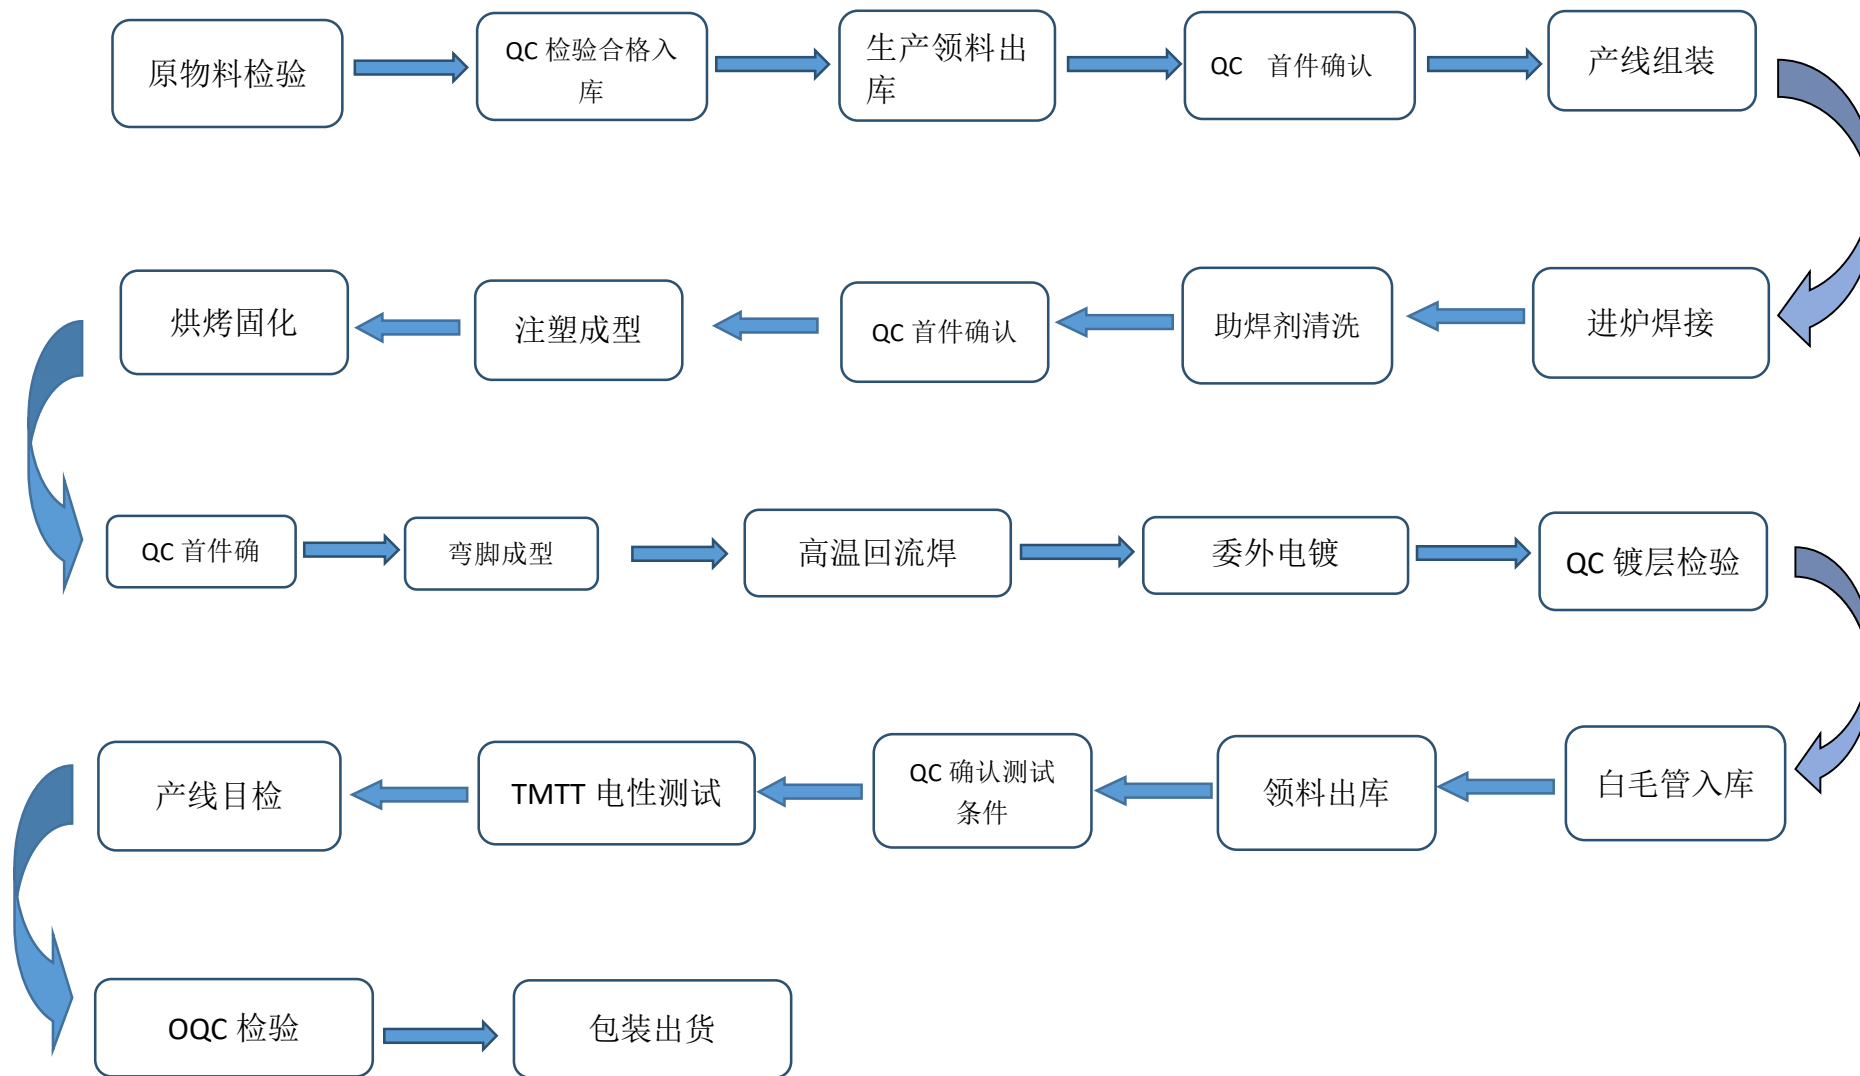 原物料检验
QC 检验合格入
库
生产领料出
库
QC 首件确认
产线组装
烘烤固化
注塑成型
QC 首件确认
助焊剂清洗
进炉焊接
QC 首件确
弯脚成型
高温回流焊
委外电镀
QC 镀层检验
产线目检
TMTT 电性测试
QC 确认测试
条件
领料出库
白毛管入库
OQC 检验
包装出货